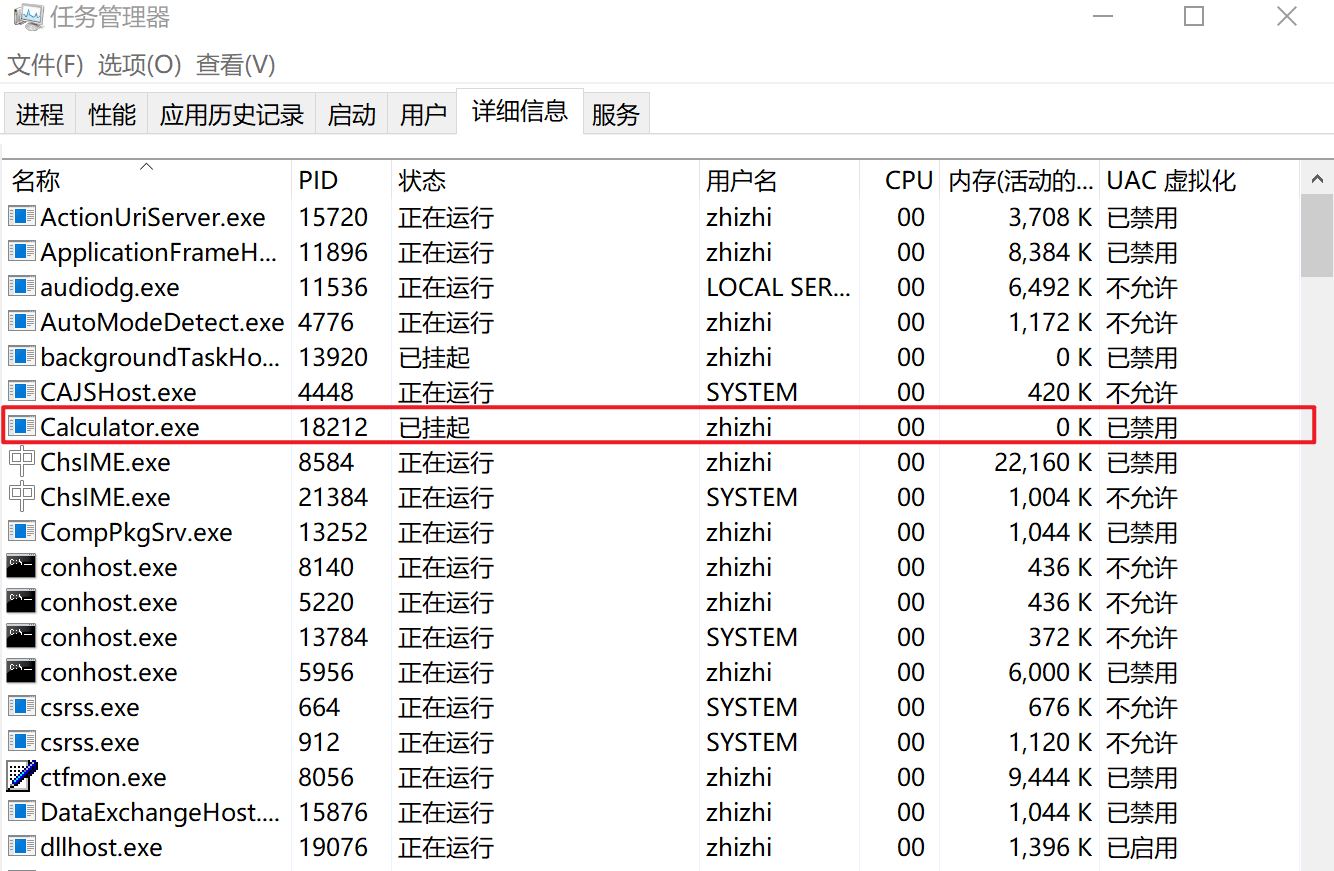 任务管理器
文件(F) 选项(O) 查看(V)
进程 性能 应用历史记录 启动 用户 详细信息 服务
名称 PID 状态 用户名 CPU 内存(活动的... UAC 虚拟化
ActionUriServer.exe 15720 正在运行 zhizhi 00 3,708 K 已禁用
ApplicationFrameH... 11896 正在运行 zhizhi 00 8,384 K 已禁用
audiodg.exe 11536 正在运行 LOCAL SER... 00 6,492 K 不允许
AutoModeDetect.exe 4776 正在运行 zhizhi 00 1,172 K 不允许
backgroundTaskHo... 13920 已挂起 zhizhi 00 0 K 已禁用
CAJSHost.exe 4448 正在运行 SYSTEM 00 420 K 不允许
Calculator.exe 18212 已挂起 zhizhi 00 0 K 已禁用
ChsIME.exe 8584 正在运行 zhizhi 00 22,160 K 已禁用
ChsIME.exe 21384 正在运行 SYSTEM 00 1,004 K 不允许
CompPkgSrv.exe 13252 正在运行 zhizhi 00 1,044 K 已禁用
conhost.exe 8140 正在运行 zhizhi 00 436 K 不允许
conhost.exe 5220 正在运行 zhizhi 00 436 K 不允许
conhost.exe 13784 正在运行 SYSTEM 00 372 K 不允许
conhost.exe 5956 正在运行 zhizhi 00 6,000 K 已禁用
csrss.exe 664 正在运行 SYSTEM 00 676 K 不允许
csrss.exe 912 正在运行 SYSTEM 00 1,120 K 不允许
ctfmon.exe 8056 正在运行 zhizhi 00 9,444 K 已禁用
DataExchangeHost.... 15876 正在运行 zhizhi 00 1,044 K 已禁用
dllhost.exe 19076 正在运行 zhizhi 00 1,396 K 已启用